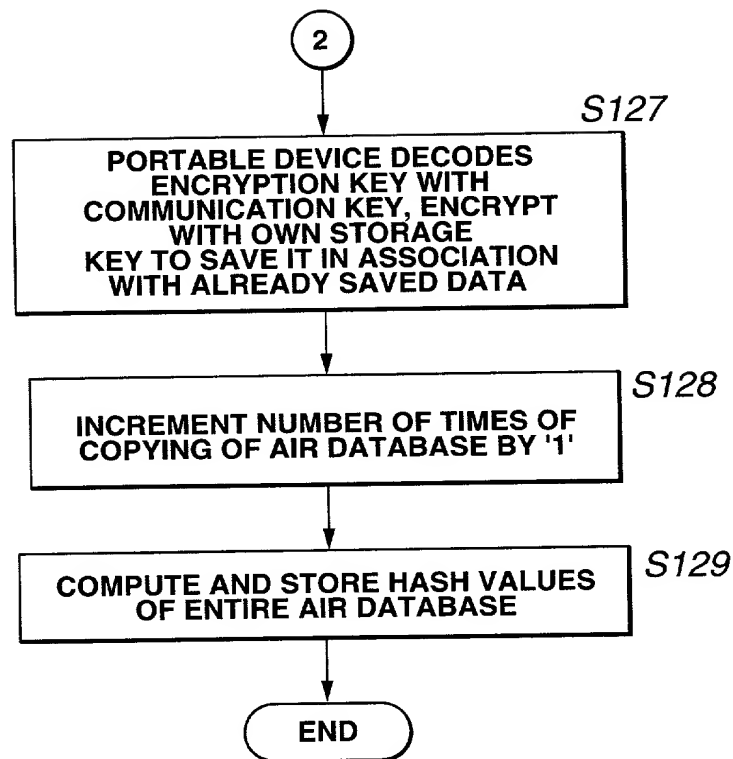 2
S127
PORTABLE DEVICE DECODES
ENCRYPTION KEY WITH
COMMUNICATION KEY, ENCRYPT
WITH OWN STORAGE
KEY TO SAVE IT IN ASSOCIATION
WITH ALREADY SAVED DATA
S128
INCREMENT NUMBER OF TIMES OF
COPYING OF AIR DATABASE BY '1'
S129
COMPUTE AND STORE HASH VALUES
OF ENTIRE AIR DATABASE
END